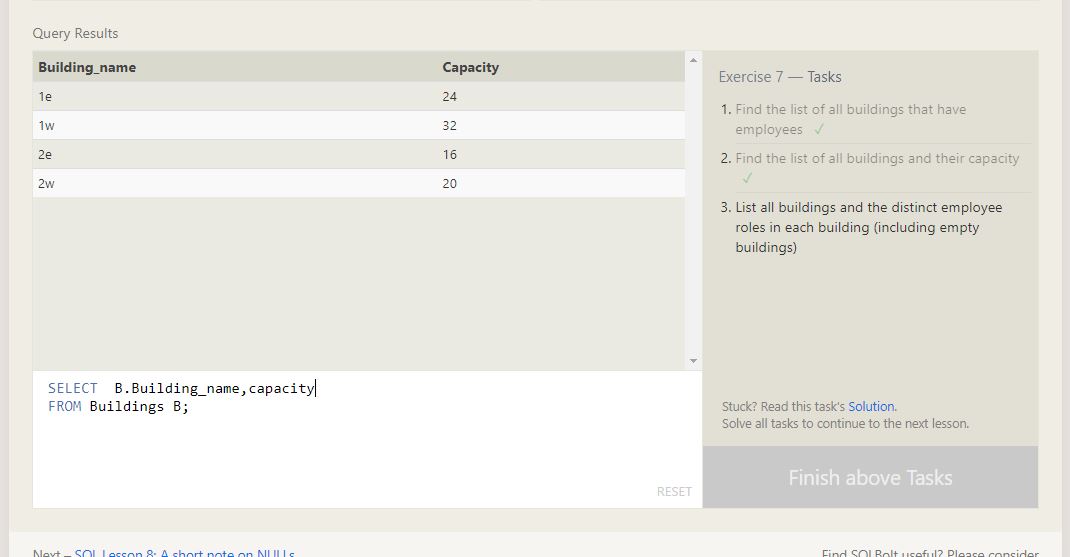 Query Results
Building_name Capacity
1e 24
1w 32
2e 16
2w 20
SELECT  B.Building_name,capacity
FROM Buildings B;
RESET
Exercise 7 — Tasks
1. Find the list of all buildings that have
employees ✓
2. Find the list of all buildings and their capacity
✓
3. List all buildings and the distinct employee
roles in each building (including empty
buildings)
Stuck? Read this task's Solution.
Solve all tasks to continue to the next lesson.
Finish above Tasks
Next – SQL Lesson 8: A short note on NULLs
Find SQLBolt useful? Please consider